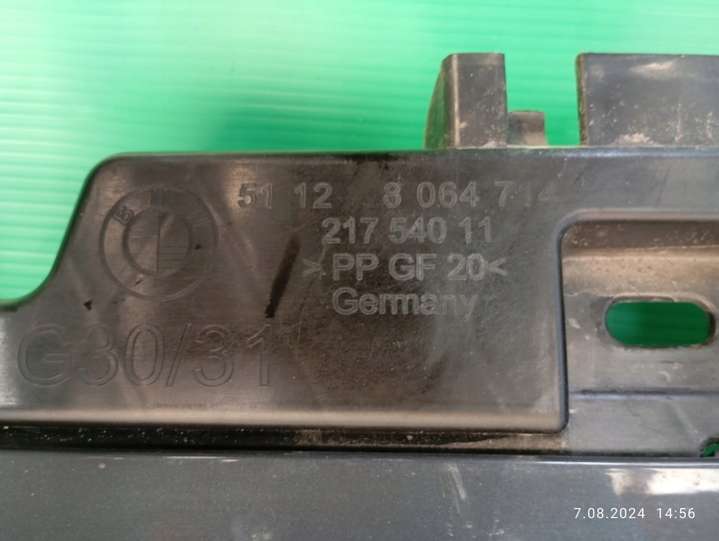 51 12 8 064 714
217 540 11
>PP GF 20<
Germany
G30/31
7.08.2024 14:56